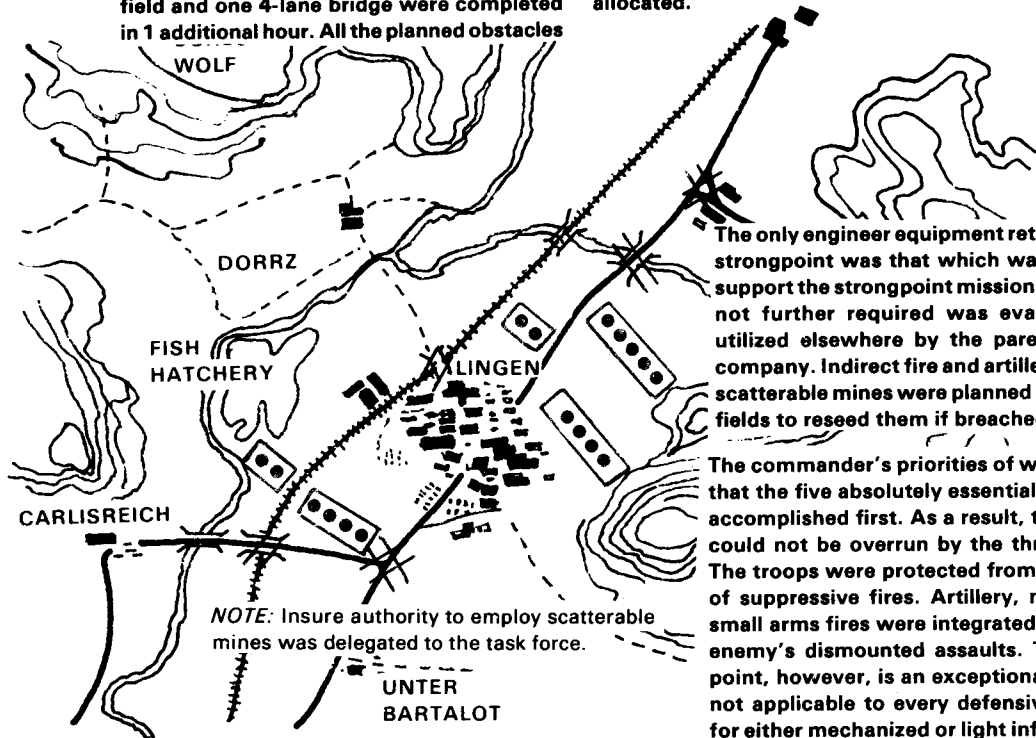 field and one 4-lane bridge were completed
in 1 additional hour. All the planned obstacles
allocated.
WOLF
DORRZ
FISH
HATCHERY
LINGEN
CARLISREICH
NOTE: Insure authority to employ scatterable
mines was delegated to the task force.
UNTER
BARTALOT
The only engineer equipment ret
strongpoint was that which wa
support the strongpoint mission
not further required was eva
utilized elsewhere by the pare
company. Indirect fire and artille
scatterable mines were planned
fields to reseed them if breache
The commander's priorities of w
that the five absolutely essential
accomplished first. As a result, t
could not be overrun by the thr
The troops were protected from
of suppressive fires. Artillery, m
small arms fires were integrated
enemy's dismounted assaults. T
point, however, is an exceptiona
not applicable to every defensiv
for either mechanized or light inf